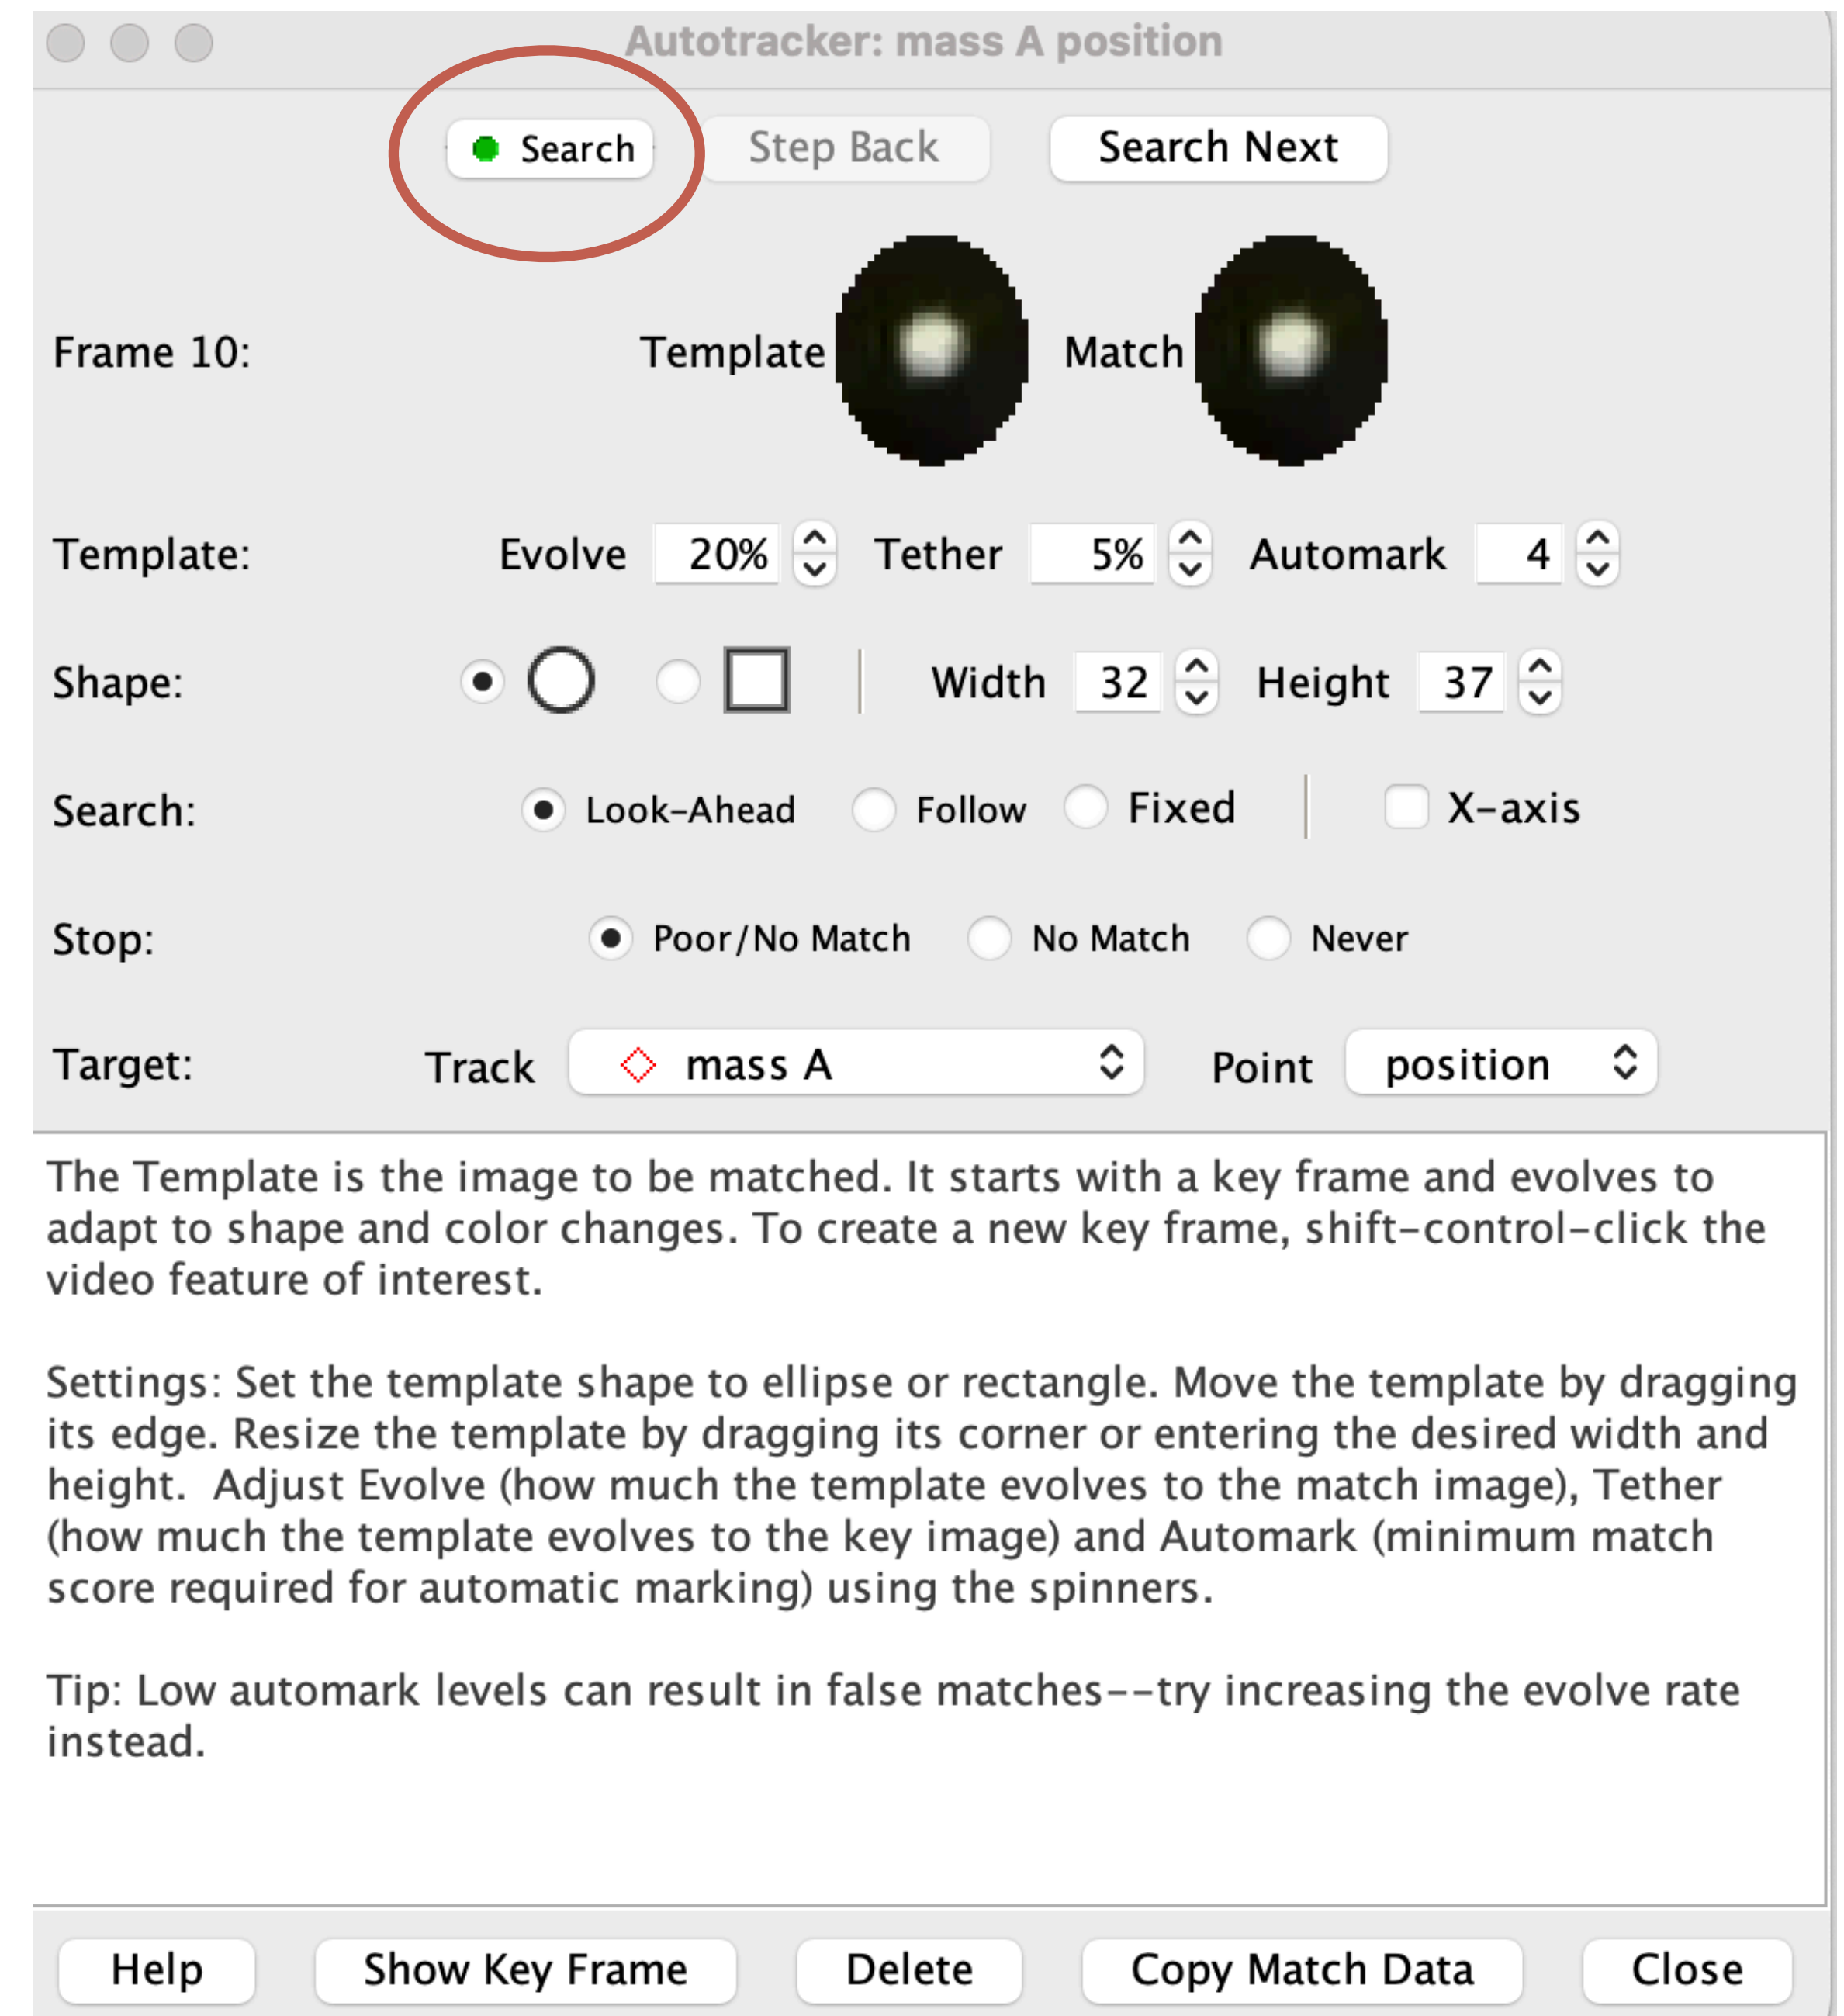 Autotracker: mass A position
Search Step Back Search Next
Frame 10: Template Match
Template: Evolve 20% Tether 5% Automark 4
Shape: Width 32 Height 37
Search: Look-Ahead Follow Fixed X-axis
Stop: Poor/No Match No Match Never
Target: Track mass A Point position
The Template is the image to be matched. It starts with a key frame and evolves to
adapt to shape and color changes. To create a new key frame, shift-control-click the
video feature of interest.
Settings: Set the template shape to ellipse or rectangle. Move the template by dragging
its edge. Resize the template by dragging its corner or entering the desired width and
height.  Adjust Evolve (how much the template evolves to the match image), Tether
(how much the template evolves to the key image) and Automark (minimum match
score required for automatic marking) using the spinners.
Tip: Low automark levels can result in false matches--try increasing the evolve rate
instead.
Help Show Key Frame Delete Copy Match Data Close